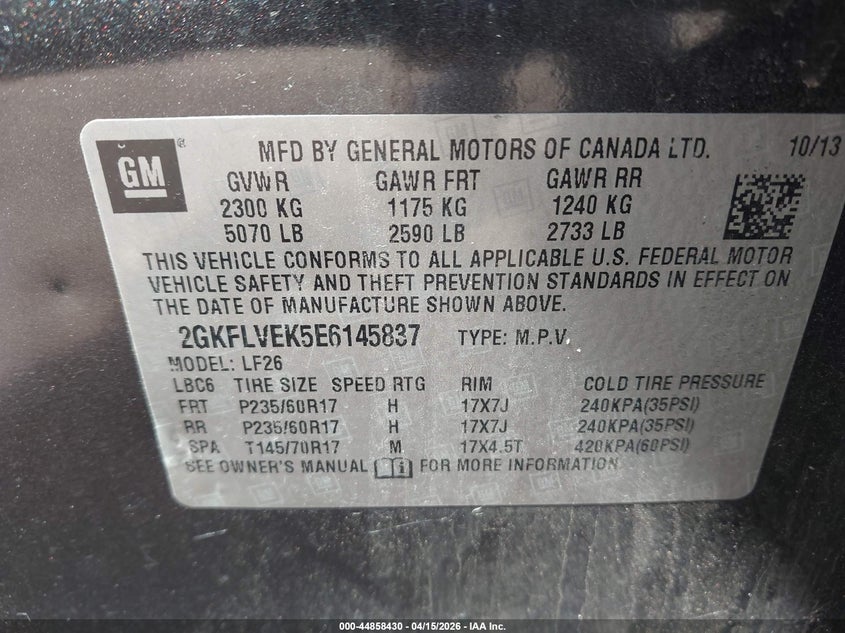 GM ®
MFD BY GENERAL MOTORS OF CANADA LTD. 10/13
GVWR GAWR FRT GAWR RR
2300 KG 1175 KG 1240 KG
5070 LB 2590 LB 2733 LB
THIS VEHICLE CONFORMS TO ALL APPLICABLE U.S. FEDERAL MOTOR
VEHICLE SAFETY AND THEFT PREVENTION STANDARDS IN EFFECT ON
THE DATE OF MANUFACTURE SHOWN ABOVE.
2GKFLVEK5E6145837 TYPE: M.P.V.
MODEL: LF26
LBC6 TIRE SIZE SPEED RTG RIM COLD TIRE PRESSURE
FRT P235/60R17 H 17X7J 240KPA(35PSI)
RR P235/60R17 H 17X7J 240KPA(35PSI)
SPA T145/70R17 M 17X4.5T 420KPA(60PSI)
SEE OWNER'S MANUAL FOR MORE INFORMATION
000-44858430 - 04/15/2026 - IAA Inc.